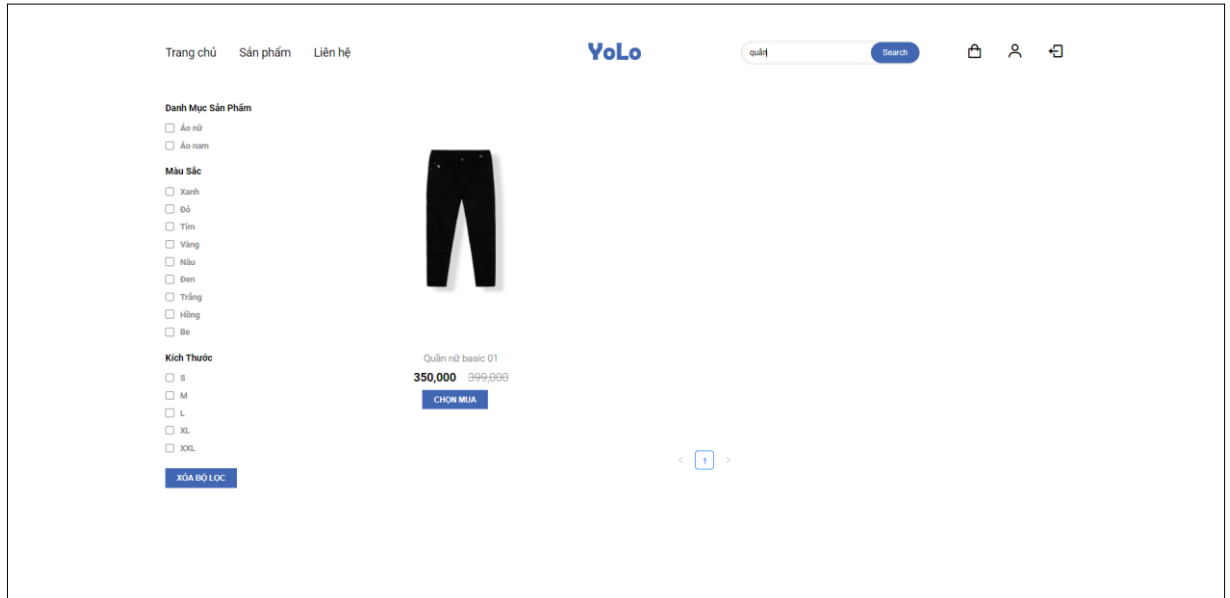 Trang chủ Sản phẩm Liên hệ YoLo quần Search
Danh Mục Sản Phẩm
Áo nữ
Áo nam
Màu Sắc
Xanh
Đỏ
Tím
Vàng
Nâu
Đen
Trắng
Hồng
Be
Kích Thước
S
M
L
XL
XXL
XÓA BỘ LỌC
Quần nữ basic 01
350,000 399,000
CHỌN MUA
< 1 >